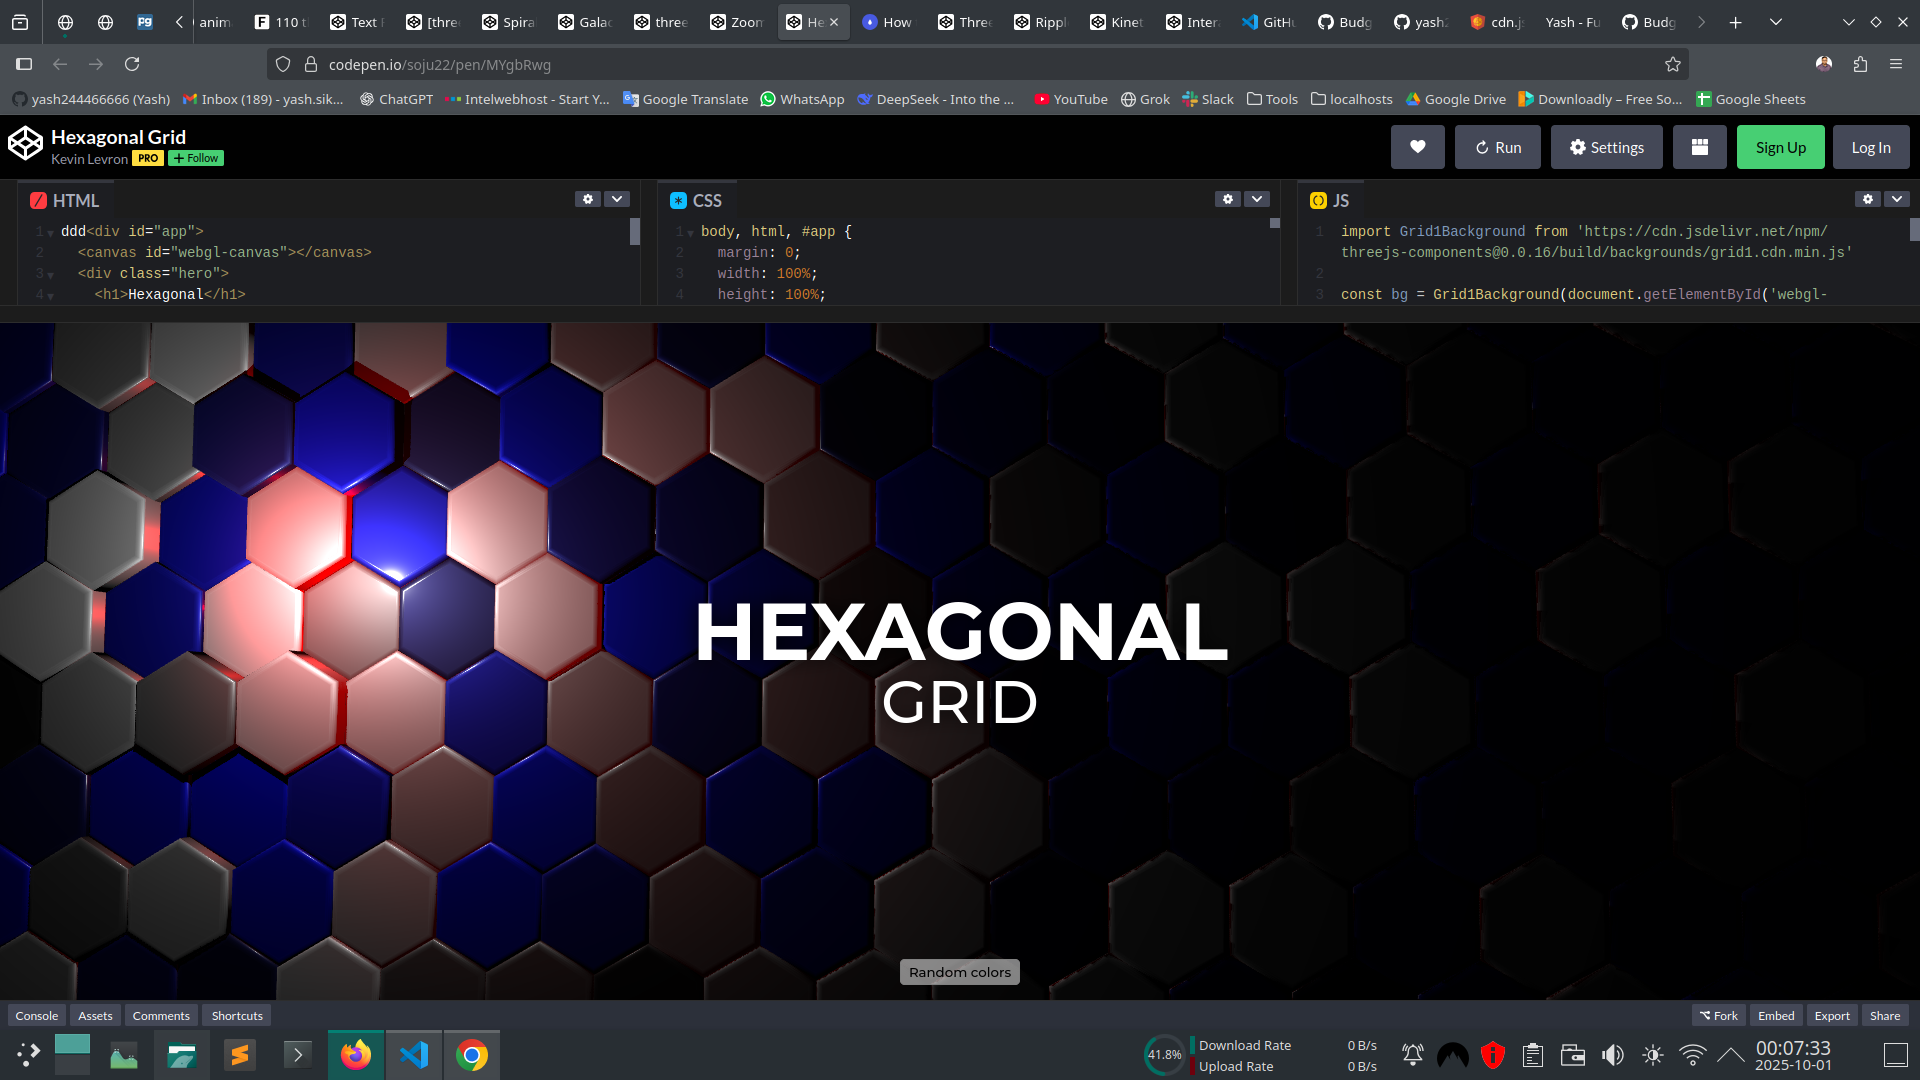 anim
110 t
Text F
[three
Spiral
Galac
three
Zoom
He
How
Three
Rippl
Kinet
Inter
GitHu
Budg
yash2
cdn.j
Yash - Fu
Budg
codepen.io/soju22/pen/MYgbRwg
yash244466666 (Yash)
Inbox (189) - yash.sik...
ChatGPT
Intelwebhost - Start Y...
Google Translate
WhatsApp
DeepSeek - Into the ...
YouTube
Grok
Slack
Tools
localhosts
Google Drive
Downloadly – Free So...
Google Sheets
Hexagonal Grid
Kevin Levron PRO + Follow
Run
Settings
Sign Up
Log In
HTML
1 ddd<div id="app">
2 <canvas id="webgl-canvas"></canvas>
3 <div class="hero">
4 <h1>Hexagonal</h1>
CSS
1 body, html, #app {
2 margin: 0;
3 width: 100%;
4 height: 100%;
JS
1 import Grid1Background from 'https://cdn.jsdelivr.net/npm/
threejs-components@0.0.16/build/backgrounds/grid1.cdn.min.js'
2
3 const bg = Grid1Background(document.getElementById('webgl-
HEXAGONAL
GRID
Random colors
Console
Assets
Comments
Shortcuts
Fork
Embed
Export
Share
41.8%
Download Rate 0 B/s
Upload Rate 0 B/s
00:07:33
2025-10-01